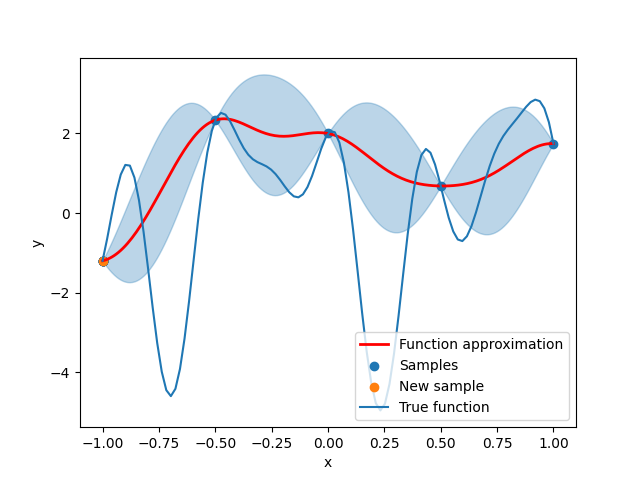 2
0
−2
−4
y
−1.00 −0.75 −0.50 −0.25 0.00 0.25 0.50 0.75 1.00
x
Function approximation
Samples
New sample
True function